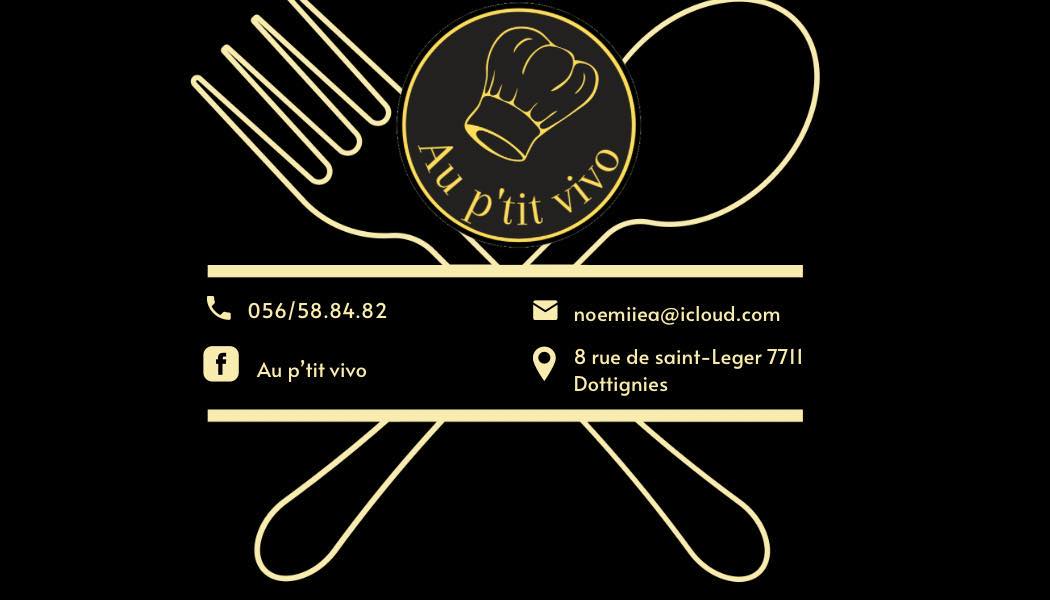 Au p'tit vivo
056/58.84.82
noemiiea@icloud.com
Au p’tit vivo
8 rue de saint-Leger 7711
Dottignies